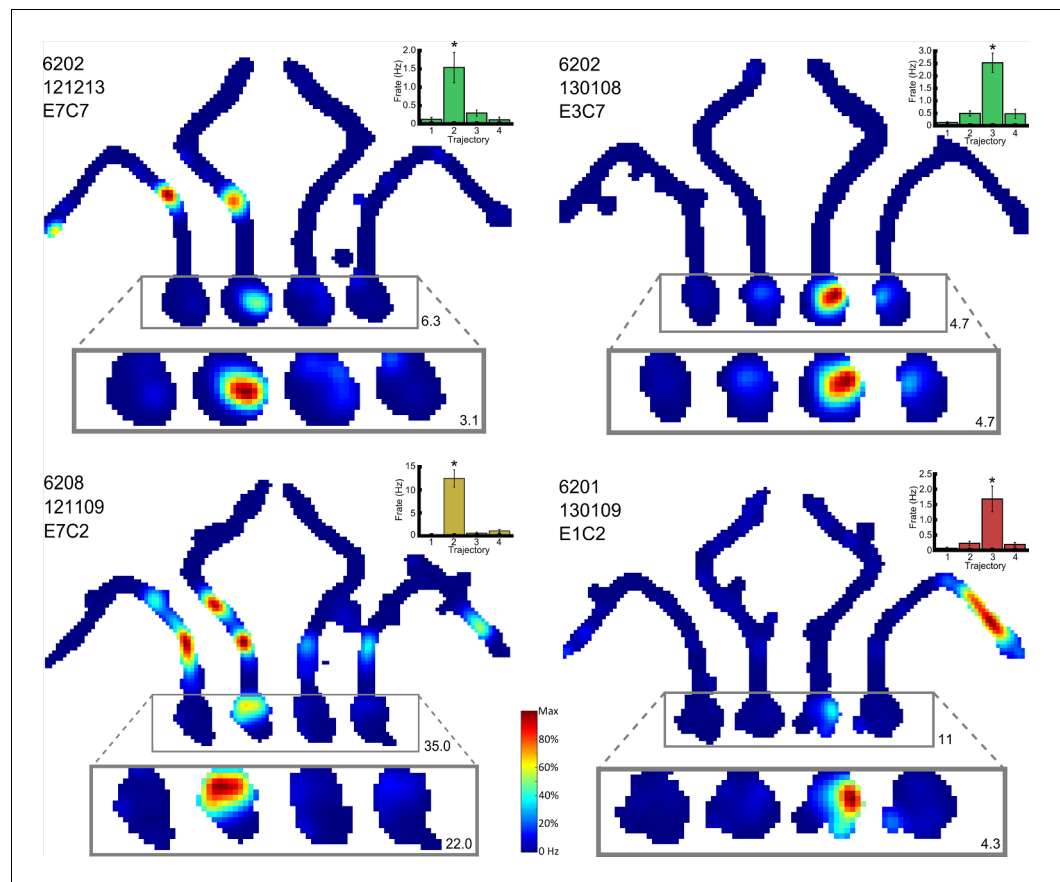 6202
121213
E7C7
Frate (Hz)
2.0
1.5
1.0
0.5
0
*
1 2 3 4
Trajectory
6.3
3.1
6202
130108
E3C7
Frate (Hz)
3.0
2.5
2.0
1.5
1.0
0.5
0
*
1 2 3 4
Trajectory
4.7
4.7
6208
121109
E7C2
Frate (Hz)
15
10
5
0
*
1 2 3 4
Trajectory
35.0
22.0
Max
80%
60%
40%
20%
0 Hz
6201
130109
E1C2
Frate (Hz)
2.5
2.0
1.5
1.0
0.5
0
*
1 2 3 4
Trajectory
11
4.3